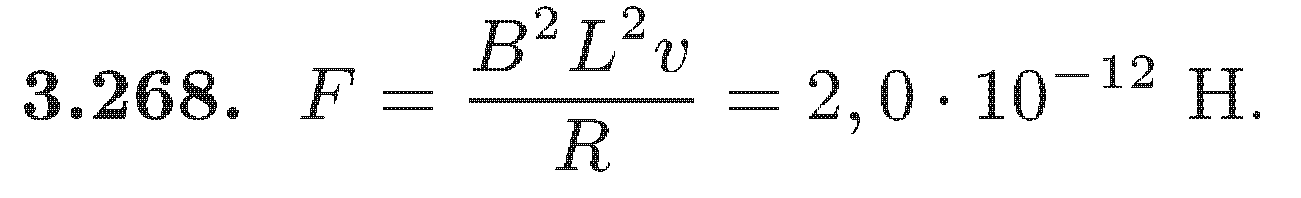 3.268. F = B²L²v / R = 2,0 · 10⁻¹² Н.